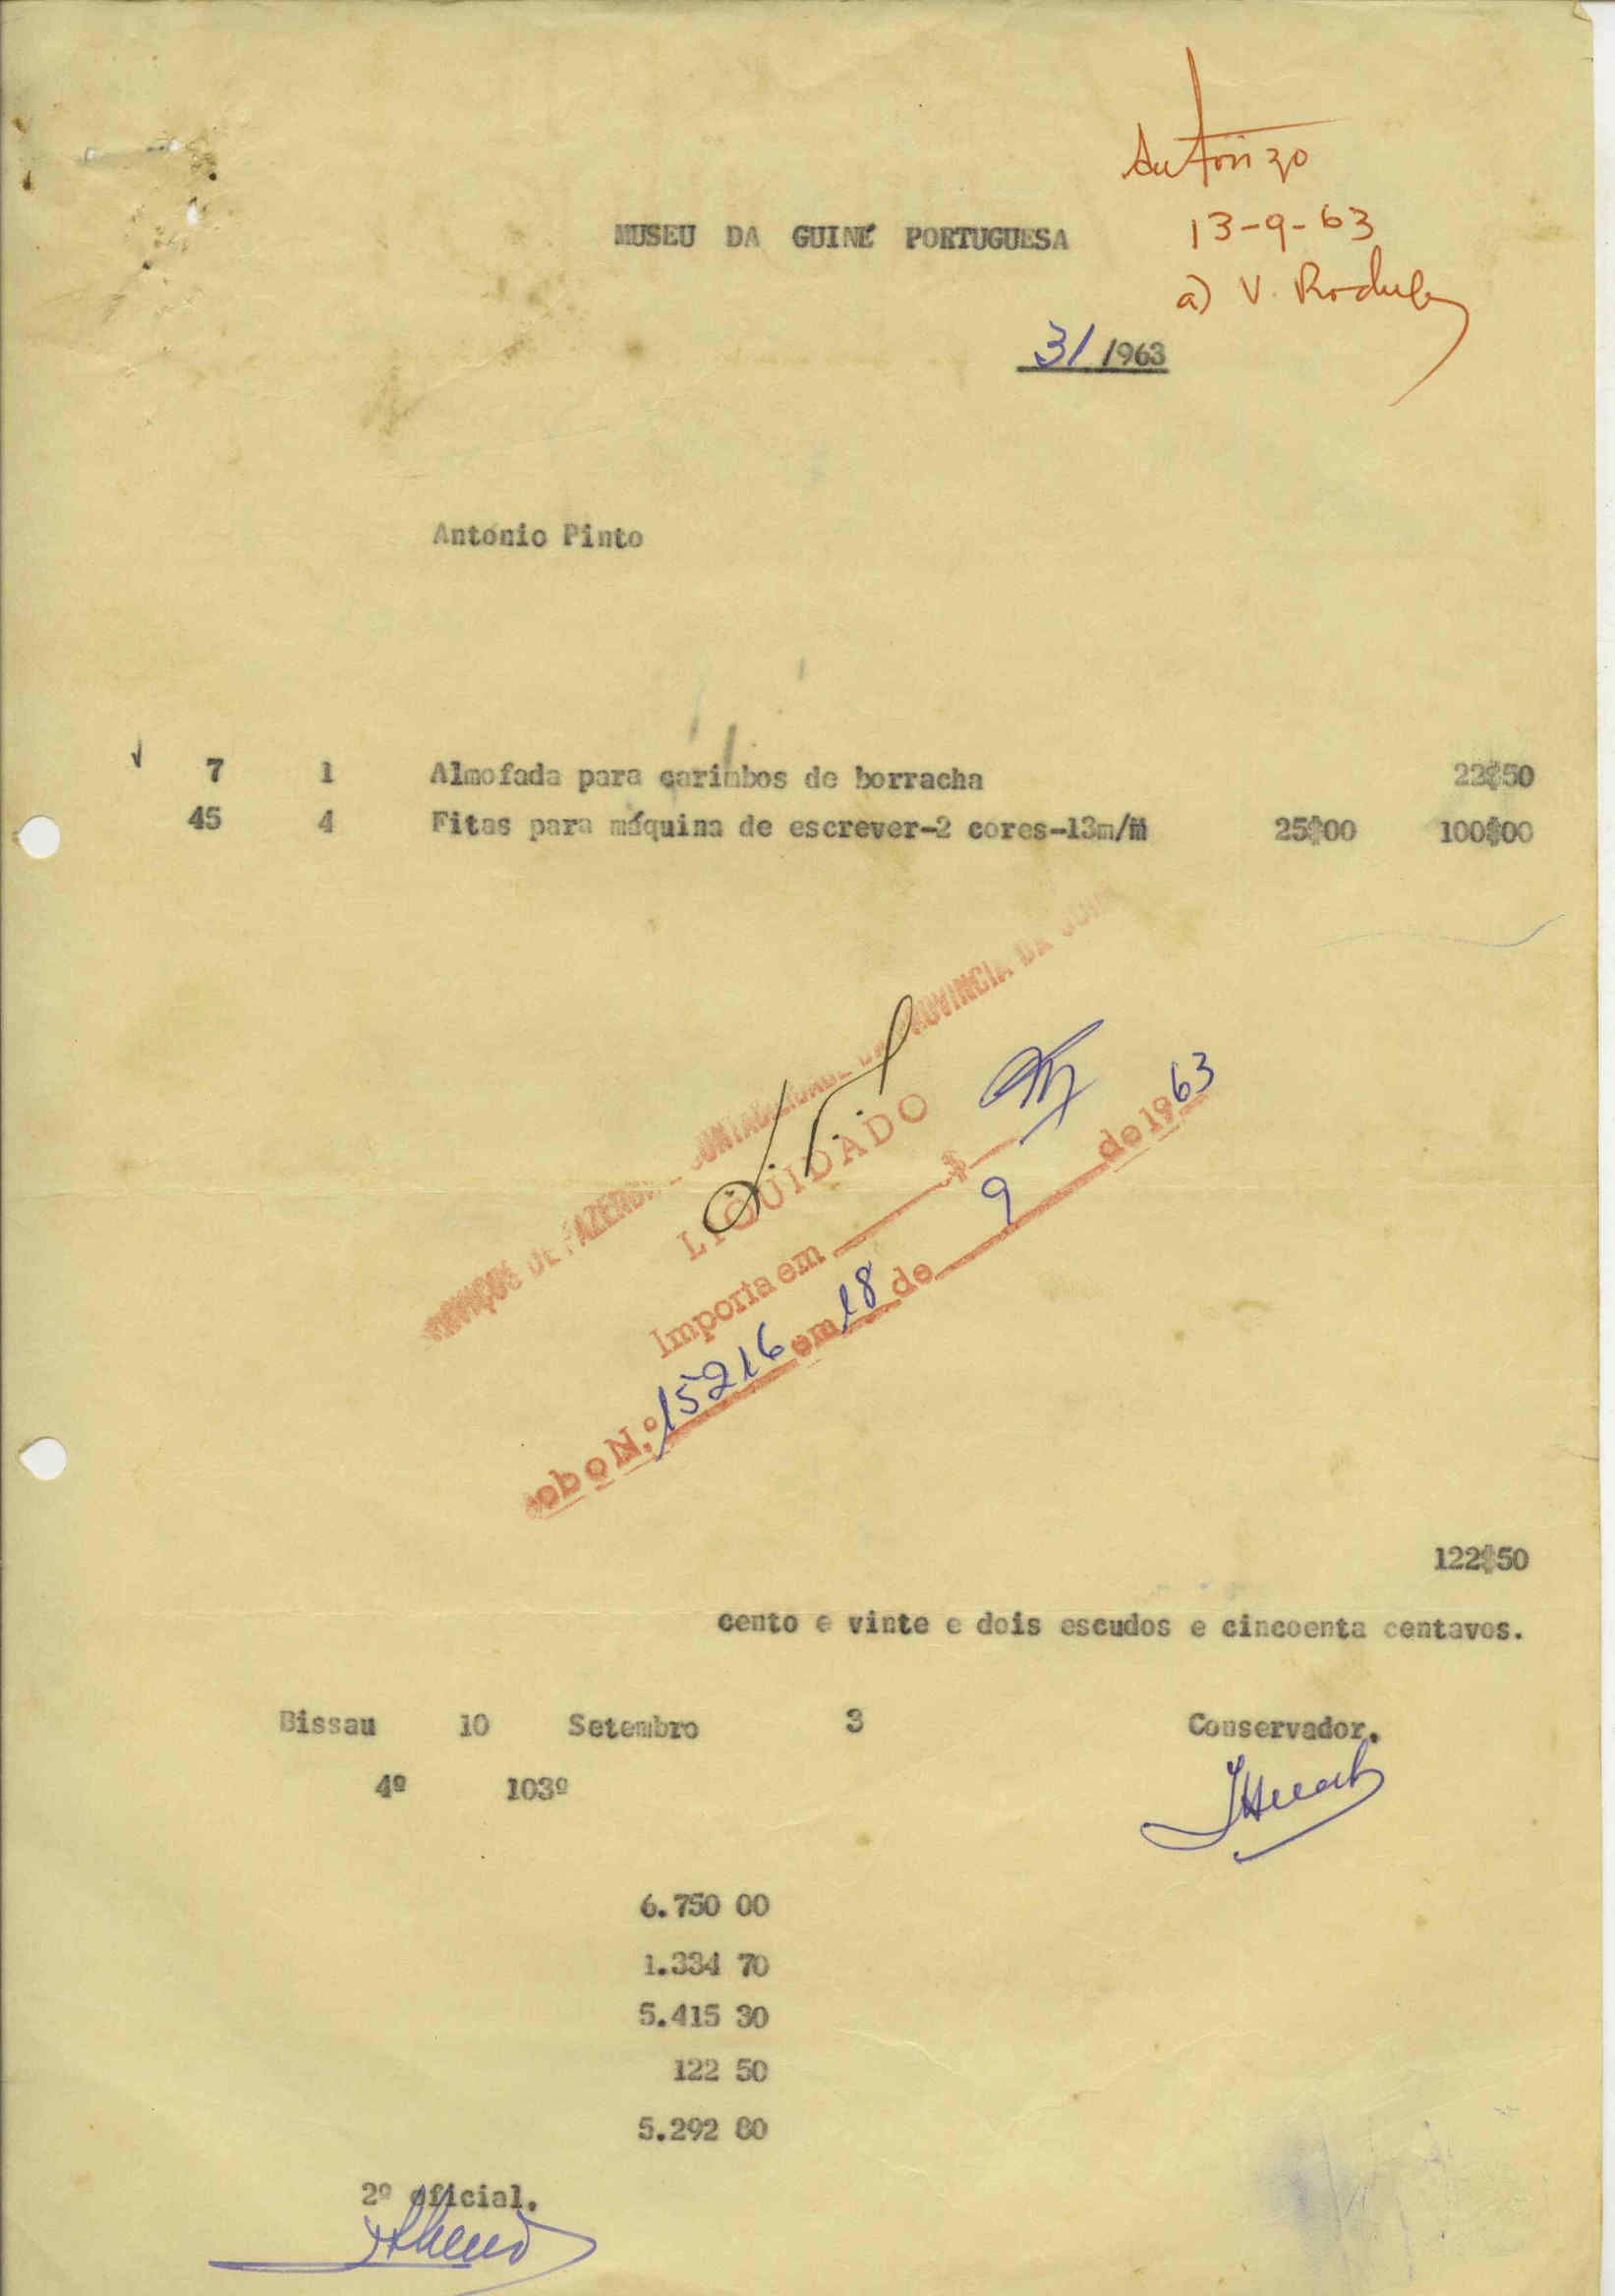 Autorizo
13-9-63
a) V.
MUSEU DA GUINÉ PORTUGUESA
31/1963
António Pinto
7 1 Almofada para carimbos de borracha 22$50
45 4 Fitas para máquina de escrever-2 cores-13m/m 25$00 100$00
DE FAZENDA PROVINCIA DA
LIQUIDADO
Importa em $
N.º 15216 em 18 de 9 de 1963
122$50
cento e vinte e dois escudos e cincoenta centavos.
Bissau 10 Setembro 3 Conservador.
4º 103º
6.750 00
1.334 70
5.415 30
122 50
5.292 80
2º oficial.